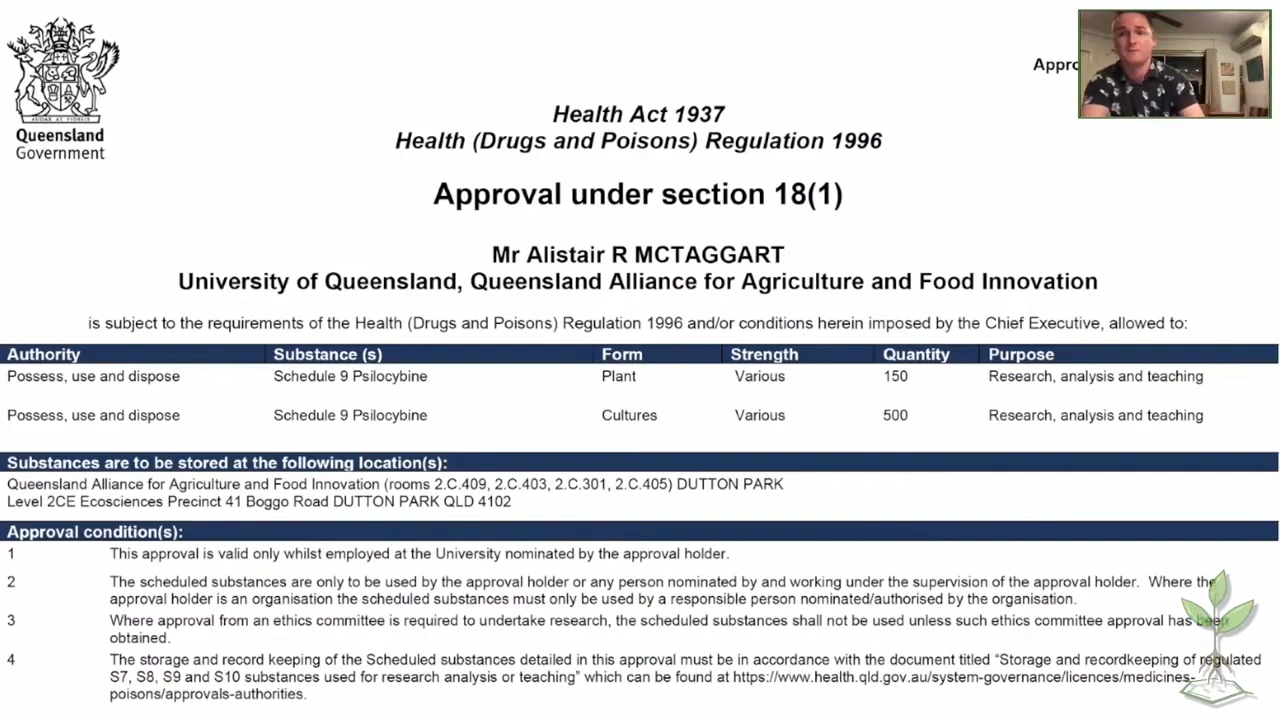 Queensland
Government
Appro
Health Act 1937
Health (Drugs and Poisons) Regulation 1996
Approval under section 18(1)
Mr Alistair R MCTAGGART
University of Queensland, Queensland Alliance for Agriculture and Food Innovation
is subject to the requirements of the Health (Drugs and Poisons) Regulation 1996 and/or conditions herein imposed by the Chief Executive, allowed to:
Authority Substance (s) Form Strength Quantity Purpose
Possess, use and dispose Schedule 9 Psilocybine Plant Various 150 Research, analysis and teaching
Possess, use and dispose Schedule 9 Psilocybine Cultures Various 500 Research, analysis and teaching
Substances are to be stored at the following location(s):
Queensland Alliance for Agriculture and Food Innovation (rooms 2.C.409, 2.C.403, 2.C.301, 2.C.405) DUTTON PARK
Level 2CE Ecosciences Precinct 41 Boggo Road DUTTON PARK QLD 4102
Approval condition(s):
1 This approval is valid only whilst employed at the University nominated by the approval holder.
2 The scheduled substances are only to be used by the approval holder or any person nominated by and working under the supervision of the approval holder. Where the
approval holder is an organisation the scheduled substances must only be used by a responsible person nominated/authorised by the organisation.
3 Where approval from an ethics committee is required to undertake research, the scheduled substances shall not be used unless such ethics committee approval has been
obtained.
4 The storage and record keeping of the Scheduled substances detailed in this approval must be in accordance with the document titled “Storage and recordkeeping of regulated
S7, S8, S9 and S10 substances used for research analysis or teaching” which can be found at https://www.health.qld.gov.au/system-governance/licences/medicines-
poisons/approvals-authorities.